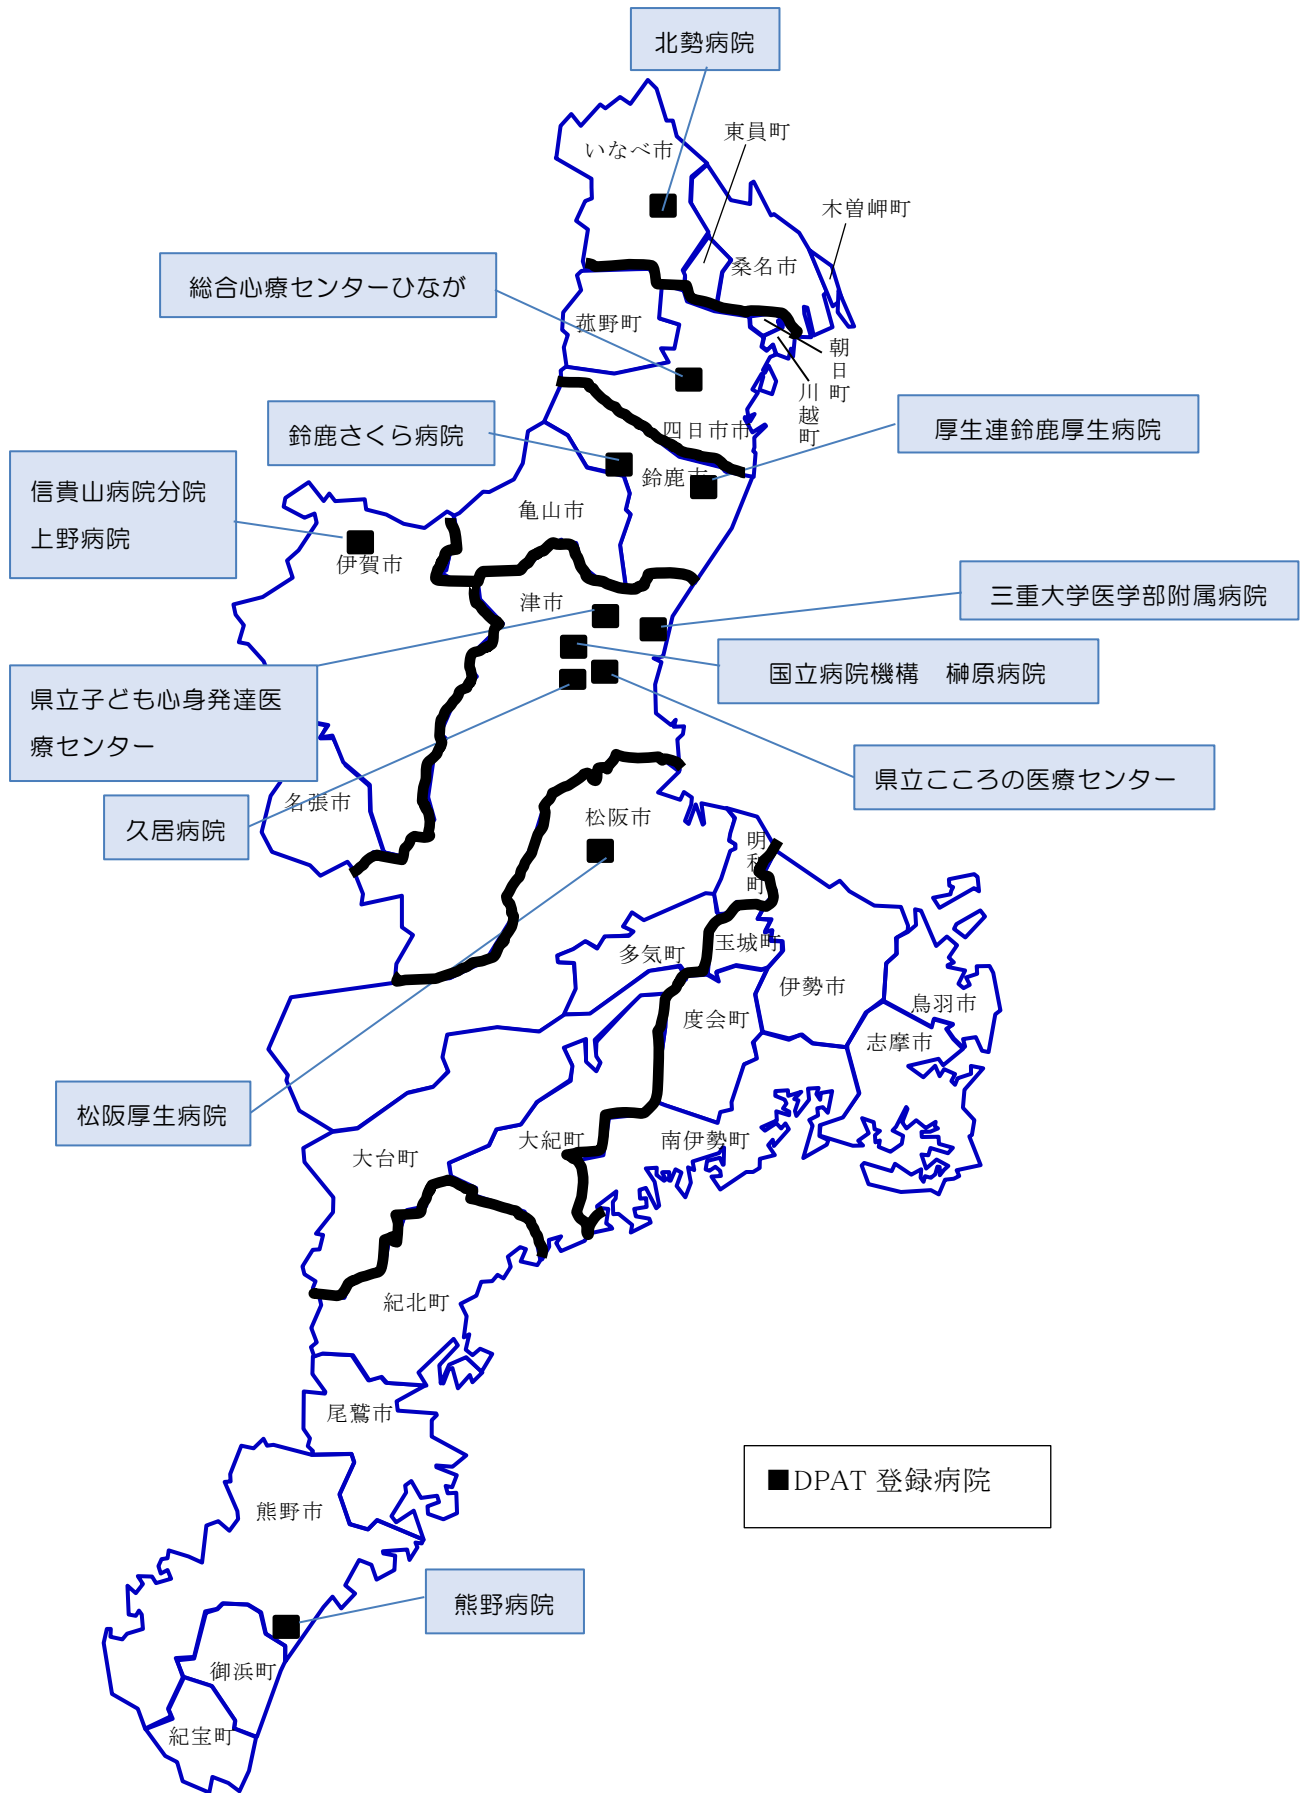 北勢病院
東員町
いなべ市
木曽岬町
桑名市
総合心療センターひなが
菰野町
朝日町
川越町
鈴鹿さくら病院
四日市市
厚生連鈴鹿厚生病院
信貴山病院分院
上野病院
鈴鹿市
亀山市
伊賀市
津市
三重大学医学部附属病院
国立病院機構　榊原病院
県立子ども心身発達医
療センター
県立こころの医療センター
名張市
久居病院
松阪市
明和町
多気町
玉城町
伊勢市
鳥羽市
度会町
志摩市
松阪厚生病院
大紀町
南伊勢町
大台町
紀北町
尾鷲市
■DPAT 登録病院
熊野市
熊野病院
御浜町
紀宝町